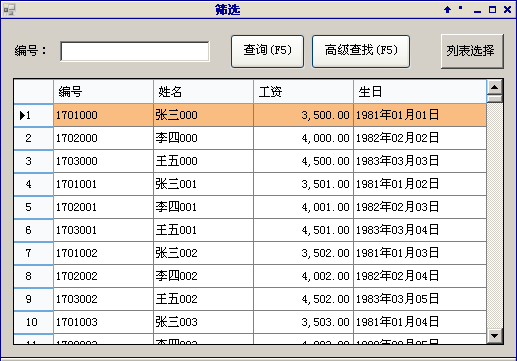 筛选
编号： 查询(F5) 高级查找(F5) 列表选择
编号 姓名 工资 生日
1 1701000 张三000 3,500.00 1981年01月01日
2 1702000 李四000 4,000.00 1982年02月02日
3 1703000 王五000 4,500.00 1983年03月03日
4 1701001 张三001 3,501.00 1981年01月02日
5 1702001 李四001 4,001.00 1982年02月03日
6 1703001 王五001 4,501.00 1983年03月04日
7 1701002 张三002 3,502.00 1981年01月03日
8 1702002 李四002 4,002.00 1982年02月04日
9 1703002 王五002 4,502.00 1983年03月05日
10 1701003 张三003 3,503.00 1981年01月04日